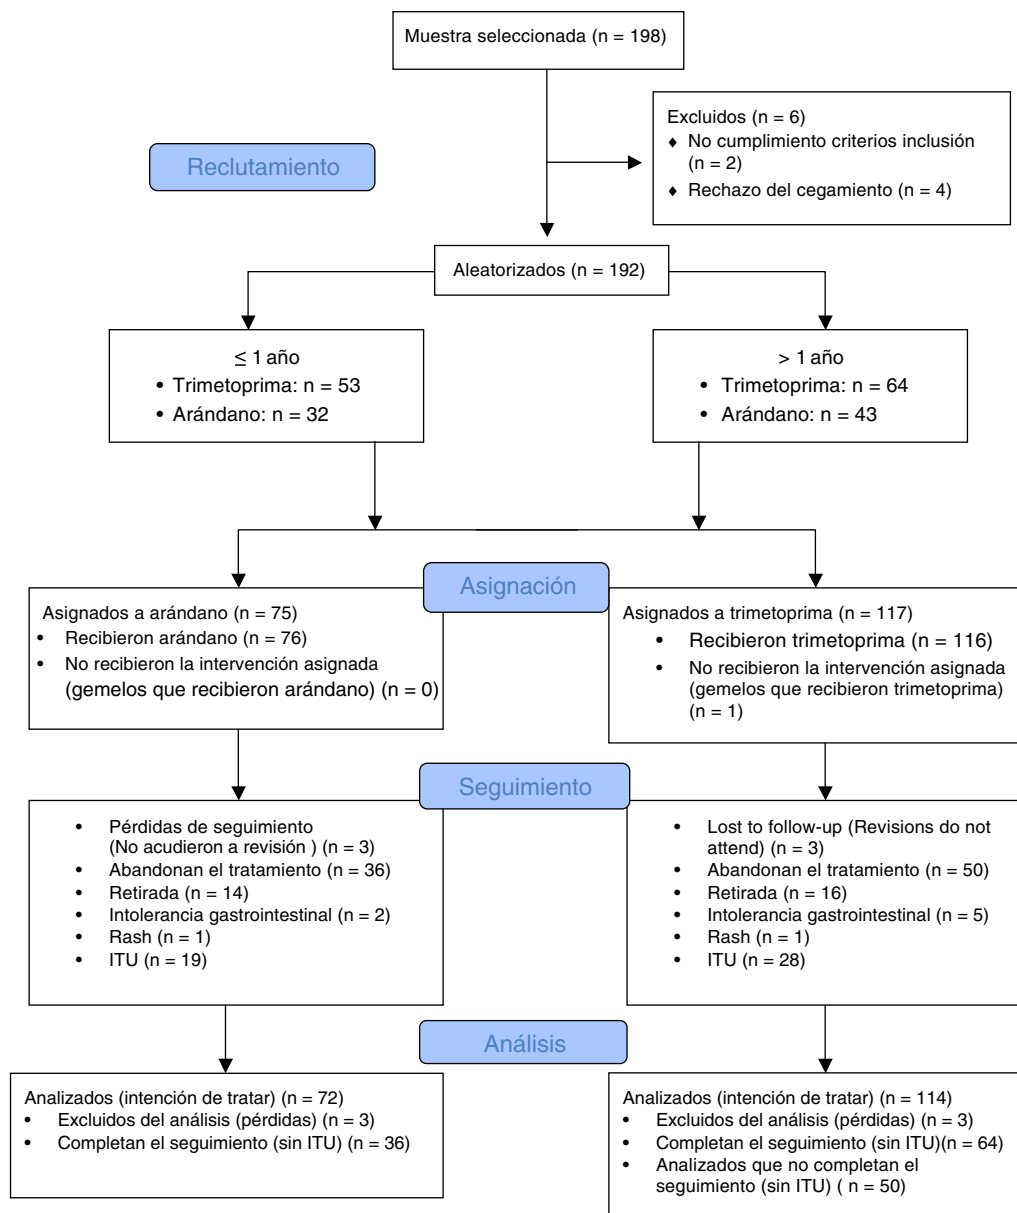 Muestra seleccionada (n = 198)
Excluidos (n = 6)
♦ No cumplimiento criterios inclusión
(n = 2)
♦ Rechazo del cegamiento (n = 4)
Reclutamiento
Aleatorizados (n = 192)
≤ 1 año
• Trimetoprima: n = 53
• Arándano: n = 32
> 1 año
• Trimetoprima: n = 64
• Arándano: n = 43
Asignación
Asignados a arándano (n = 75)
• Recibieron arándano (n = 76)
• No recibieron la intervención asignada
(gemelos que recibieron arándano) (n = 0)
Asignados a trimetoprima (n = 117)
• Recibieron trimetoprima (n = 116)
• No recibieron la intervención asignada
(gemelos que recibieron trimetoprima)
(n = 1)
Seguimiento
• Pérdidas de seguimiento
(No acudieron a revisión ) (n = 3)
• Abandonan el tratamiento (n = 36)
• Retirada (n = 14)
• Intolerancia gastrointestinal (n = 2)
• Rash (n = 1)
• ITU (n = 19)
• Lost to follow-up (Revisions do not
attend) (n = 3)
• Abandonan el tratamiento (n = 50)
• Retirada (n = 16)
• Intolerancia gastrointestinal (n = 5)
• Rash (n = 1)
• ITU (n = 28)
Análisis
Analizados (intención de tratar) (n = 72)
• Excluidos del análisis (pérdidas) (n = 3)
• Completan el seguimiento (sin ITU) (n = 36)
Analizados (intención de tratar) (n = 114)
• Excluidos del análisis (pérdidas) (n = 3)
• Completan el seguimiento (sin ITU)(n = 64)
• Analizados que no completan el
seguimiento (sin ITU) ( n = 50)